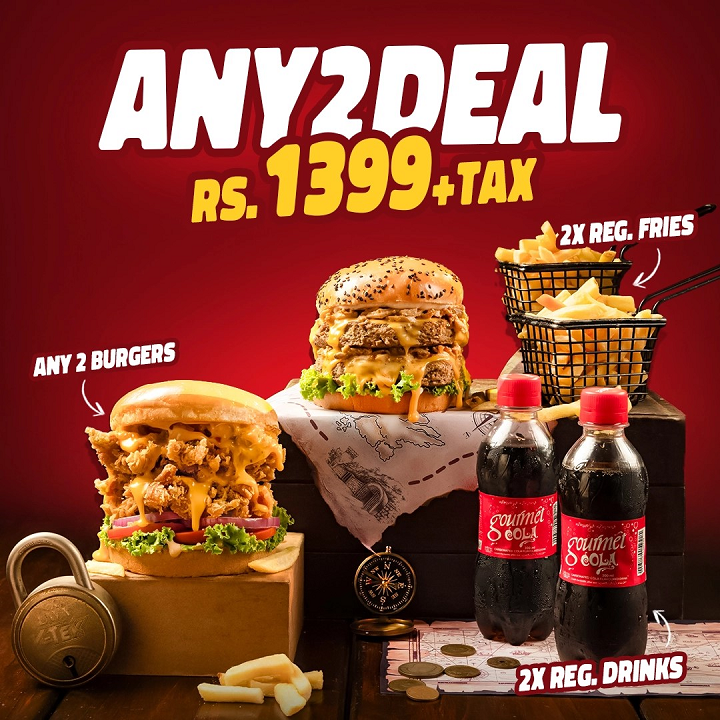 ANY2DEAL
RS. 1399+TAX
2X REG. FRIES
ANY 2 BURGERS
gourmet
COLA
gourmet
COLA
2X REG. DRINKS